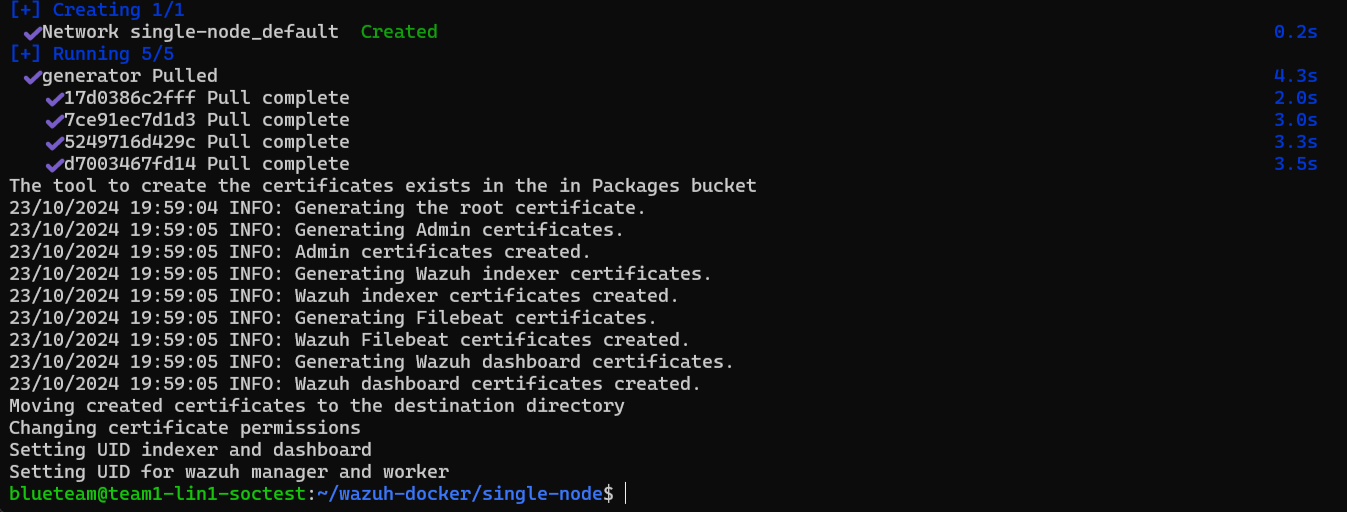 [+] Creating 1/1
✔Network single-node_default  Created  0.2s
[+] Running 5/5
✔generator Pulled  4.3s
✔17d0386c2fff Pull complete  2.0s
✔7ce91ec7d1d3 Pull complete  3.0s
✔5249716d429c Pull complete  3.3s
✔d7003467fd14 Pull complete  3.5s
The tool to create the certificates exists in the in Packages bucket
23/10/2024 19:59:04 INFO: Generating the root certificate.
23/10/2024 19:59:05 INFO: Generating Admin certificates.
23/10/2024 19:59:05 INFO: Admin certificates created.
23/10/2024 19:59:05 INFO: Generating Wazuh indexer certificates.
23/10/2024 19:59:05 INFO: Wazuh indexer certificates created.
23/10/2024 19:59:05 INFO: Generating Filebeat certificates.
23/10/2024 19:59:05 INFO: Wazuh Filebeat certificates created.
23/10/2024 19:59:05 INFO: Generating Wazuh dashboard certificates.
23/10/2024 19:59:05 INFO: Wazuh dashboard certificates created.
Moving created certificates to the destination directory
Changing certificate permissions
Setting UID indexer and dashboard
Setting UID for wazuh manager and worker
blueteam@team1-lin1-soctest:~/wazuh-docker/single-node$